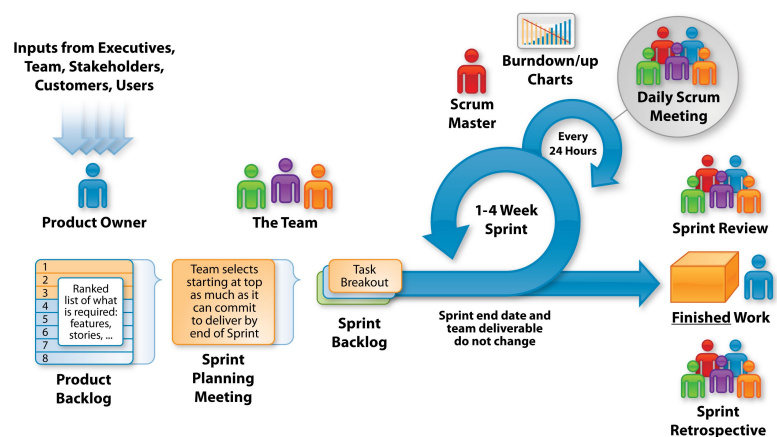 Inputs from Executives,
Team, Stakeholders,
Customers, Users
Product Owner
The Team
Scrum
Master
Burndown/up
Charts
Daily Scrum
Meeting
Every
24 Hours
1-4 Week
Sprint
Sprint Review
1
2
3
4
5
6
7
8
Ranked
list of what
is required:
features,
stories, ...
Product
Backlog
Team selects
starting at top
as much as it
can commit
to deliver by
end of Sprint
Sprint
Planning
Meeting
Task
Breakout
Sprint
Backlog
Sprint end date and
team deliverable
do not change
Finished Work
Sprint
Retrospective